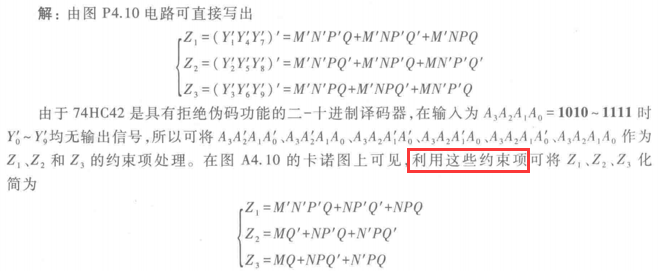 解：由图 P4.10 电路可直接写出
Z₁=(Y′₁Y′₄Y′₇)′=M′N′P′Q+M′NP′Q′+M′NPQ
Z₂=(Y′₂Y′₅Y′₈)′=M′N′PQ′+M′NP′Q+MN′P′Q′
Z₃=(Y′₃Y′₆Y′₉)′=M′N′PQ+M′NPQ′+MN′P′Q
由于 74HC42 是具有拒绝伪码功能的二-十进制译码器,在输入为 A₃A₂A₁A₀=1010~1111 时
Y′₀~Y′₉均无输出信号,所以可将 A₃A′₂A₁A′₀、A₃A′₂A₁A₀、A₃A₂A′₁A′₀、A₃A₂A′₁A₀、A₃A₂A₁A′₀、A₃A₂A₁A₀ 作为
Z₁、Z₂ 和 Z₃ 的约束项处理。在图 A4.10 的卡诺图上可见,利用这些约束项可将 Z₁、Z₂、Z₃ 化
简为
Z₁=M′N′P′Q+NP′Q′+NPQ
Z₂=MQ′+NP′Q+N′PQ′
Z₃=MQ+NPQ′+N′PQ